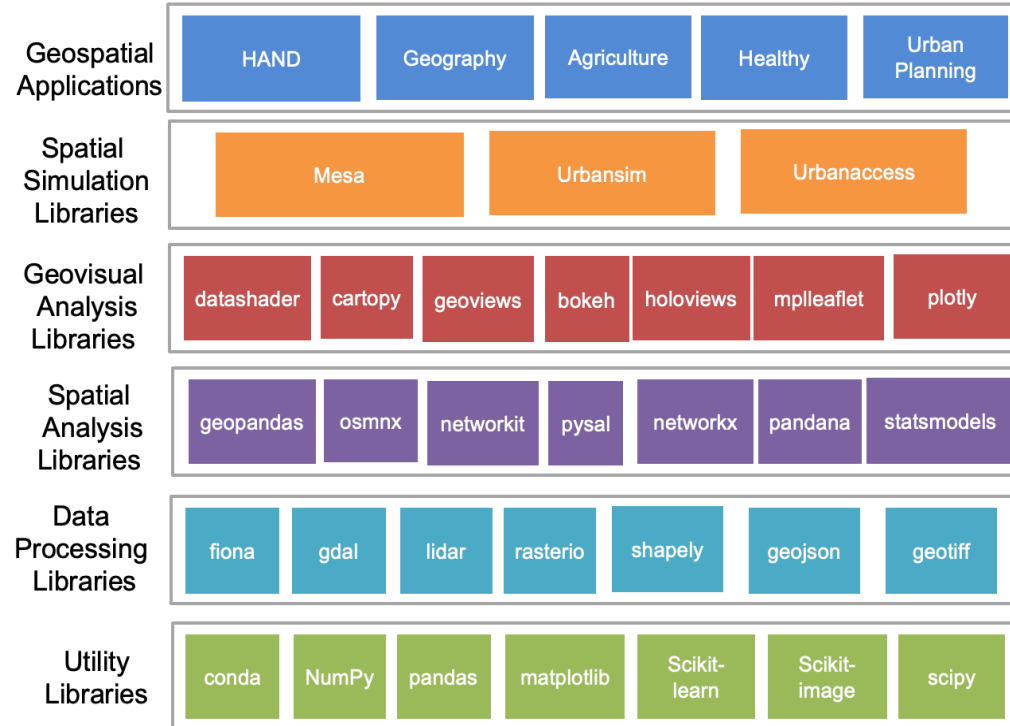 Geospatial
Applications
HAND
Geography
Agriculture
Healthy
Urban
Planning
Spatial
Simulation
Libraries
Mesa
Urbansim
Urbanaccess
Geovisual
Analysis
Libraries
datashader
cartopy
geoviews
bokeh
holoviews
mplleaflet
plotly
Spatial
Analysis
Libraries
geopandas
osmnx
networkit
pysal
networkx
pandana
statsmodels
Data
Processing
Libraries
fiona
gdal
lidar
rasterio
shapely
geojson
geotiff
Utility
Libraries
conda
NumPy
pandas
matplotlib
Scikit-
learn
Scikit-
image
scipy